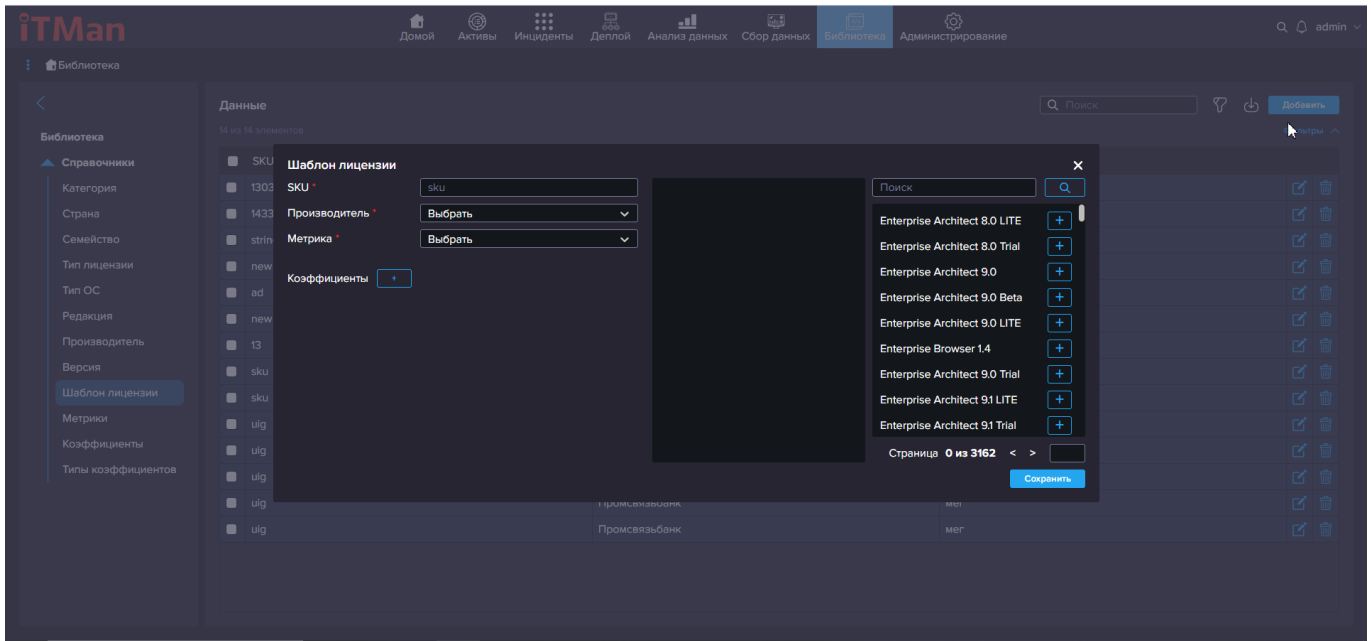 iTMan
Домой Активы Инциденты Деплой Анализ данных Сбор данных Библиотека Администрирование
admin
Библиотека
Данные
Поиск
Добавить
14 из 14 элементов
Библиотека
Справочники
Категория
Страна
Семейство
Тип лицензии
Тип ОС
Редакция
Производитель
Версия
Шаблон лицензии
Метрики
Коэффициенты
Типы коэффициентов
SKU
1303
1433
strin
new
ad
new
13
sku
sku
uig
uig
uig
uig Промсвязьбанк мег
uig Промсвязьбанк мег
Шаблон лицензии
SKU * sku
Производитель * Выбрать
Метрика * Выбрать
Коэффициенты +
Поиск
Enterprise Architect 8.0 LITE +
Enterprise Architect 8.0 Trial +
Enterprise Architect 9.0 +
Enterprise Architect 9.0 Beta +
Enterprise Architect 9.0 LITE +
Enterprise Browser 1.4 +
Enterprise Architect 9.0 Trial +
Enterprise Architect 9.1 LITE +
Enterprise Architect 9.1 Trial +
Страница 0 из 3162 < >
Сохранить